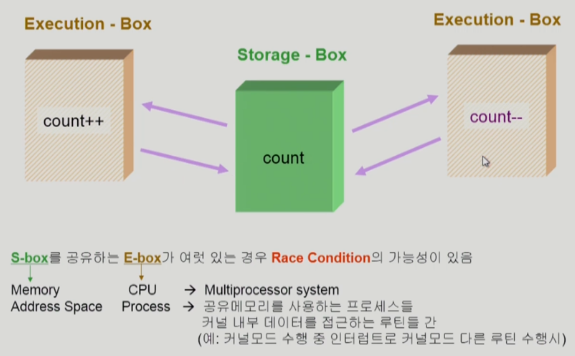 Execution - Box
Execution - Box
Storage - Box
count++
count
count--
S-box를 공유하는 E-box가 여럿 있는 경우 Race Condition의 가능성이 있음
Memory CPU → Multiprocessor system
Address Space Process → 공유메모리를 사용하는 프로세스들
커널 내부 데이터를 접근하는 루틴들 간
(예: 커널모드 수행 중 인터럽트로 커널모드 다른 루틴 수행시)